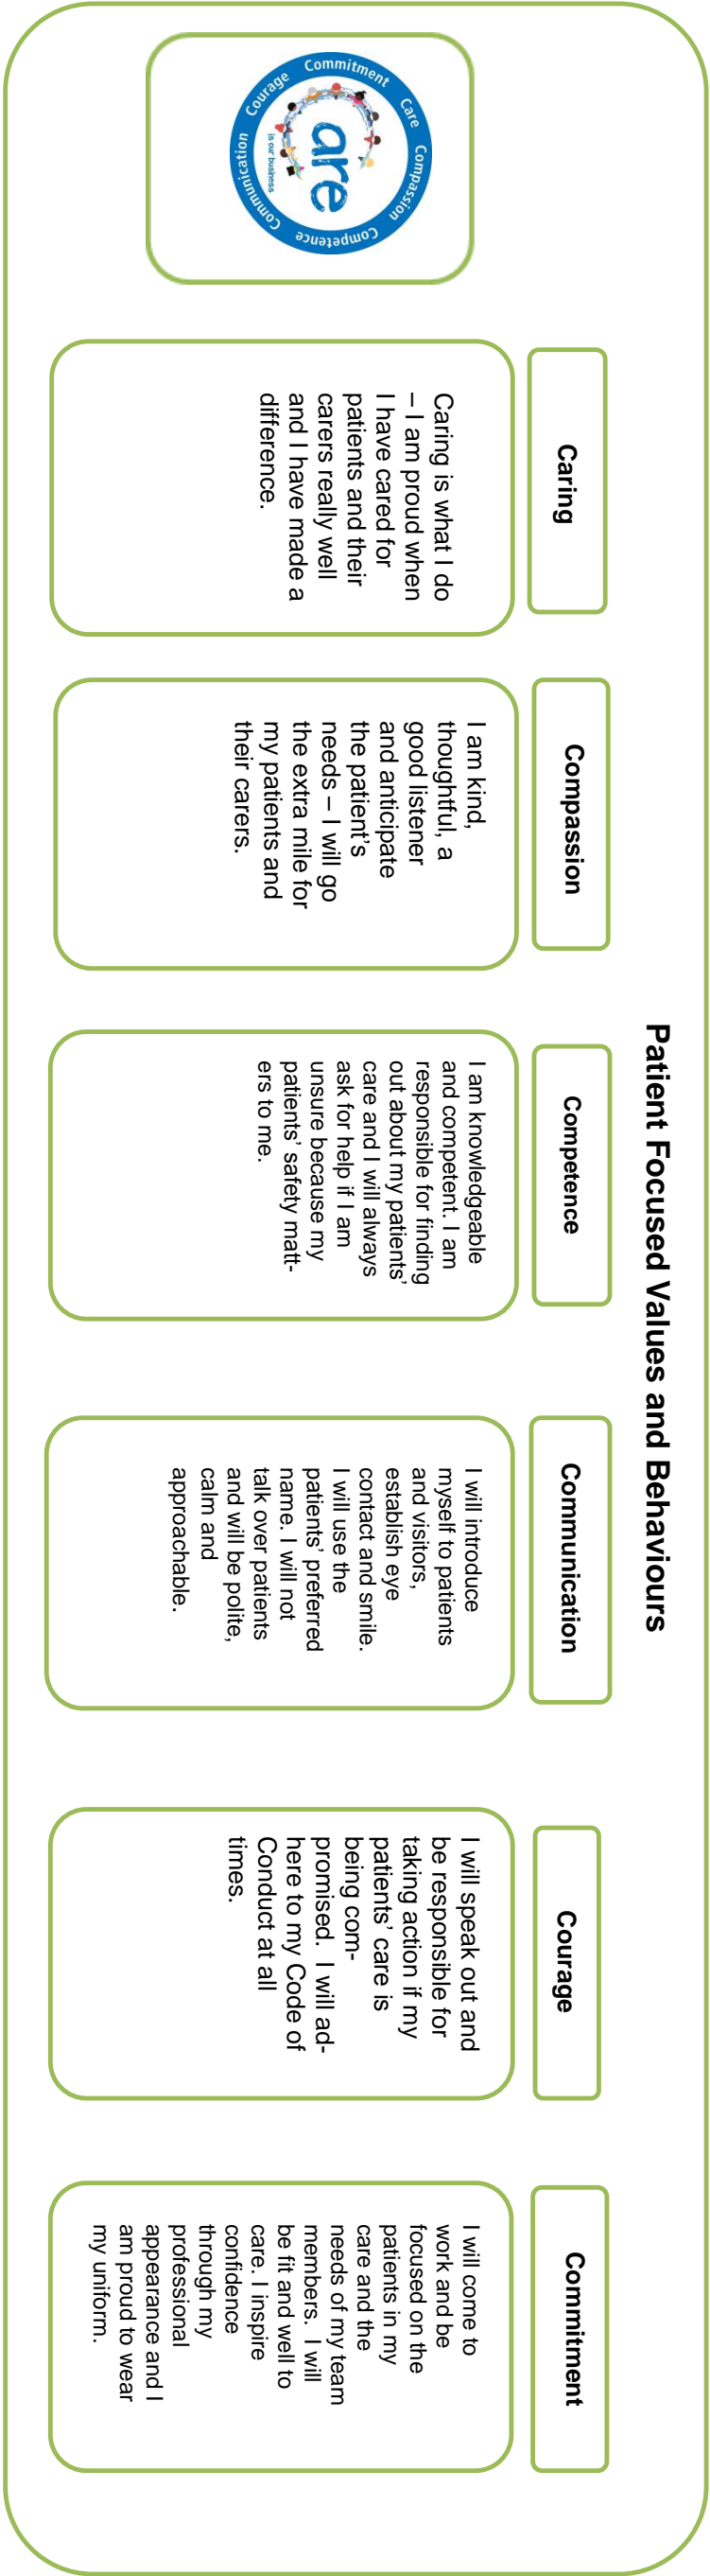 Patient Focused Values and Behaviours
Commitment Care Compassion Competence Communication Courage
are
is our business
Caring
Caring is what I do
– I am proud when
I have cared for
patients and their
carers really well
and I have made a
difference.
Compassion
I am kind,
thoughtful, a
good listener
and anticipate
the patient's
needs – I will go
the extra mile for
my patients and
their carers.
Competence
I am knowledgeable
and competent. I am
responsible for finding
out about my patients’
care and I will always
ask for help if I am
unsure because my
patients’ safety matt-
ers to me.
Communication
I will introduce
myself to patients
and visitors,
establish eye
contact and smile.
I will use the
patients’ preferred
name. I will not
talk over patients
and will be polite,
calm and
approachable.
Courage
I will speak out and
be responsible for
taking action if my
patients’ care is
being com-
promised.  I will ad-
here to my Code of
Conduct at all
times.
Commitment
I will come to
work and be
focused on the
patients in my
care and the
needs of my team
members.  I will
be fit and well to
care. I inspire
confidence
through my
professional
appearance and I
am proud to wear
my uniform.